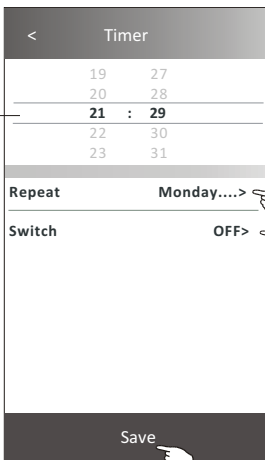 < Timer
19 27
20 28
21 : 29
22 30
23 31
Repeat Monday....>
Switch OFF>
Save